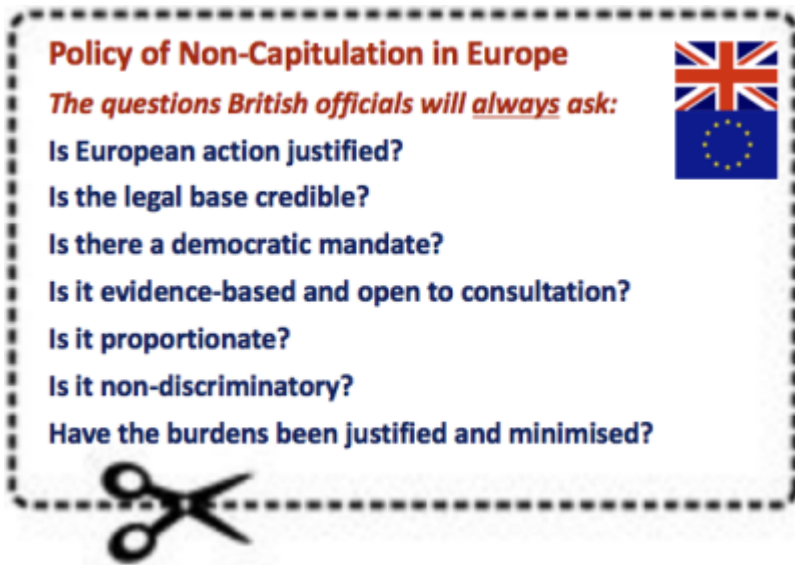 Policy of Non-Capitulation in Europe
The questions British officials will always ask:
Is European action justified?
Is the legal base credible?
Is there a democratic mandate?
Is it evidence-based and open to consultation?
Is it proportionate?
Is it non-discriminatory?
Have the burdens been justified and minimised?